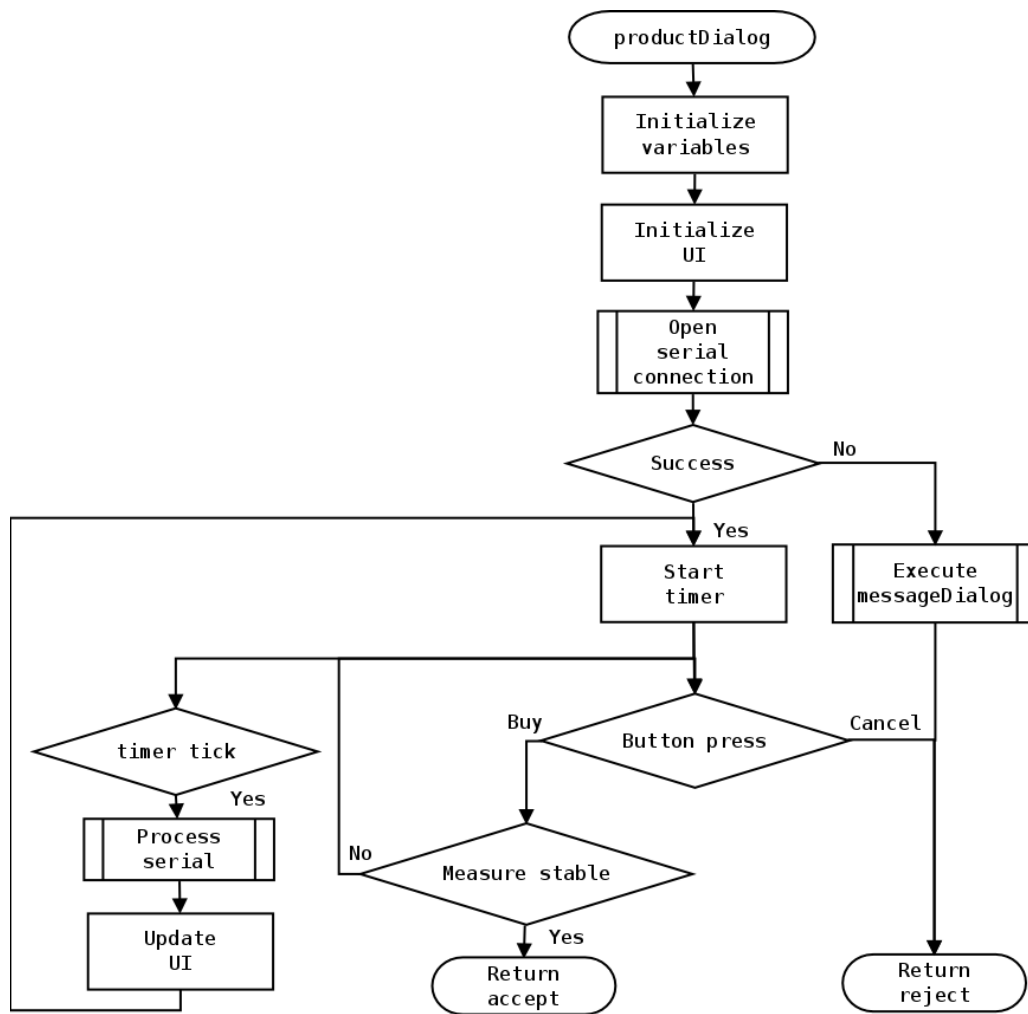 productDialog
Initialize
variables
Initialize
UI
Open
serial
connection
Success
No
Yes
Start
timer
Execute
messageDialog
timer tick
Buy
Button press
Cancel
Yes
Process
serial
No
Measure stable
Update
UI
Yes
Return
accept
Return
reject